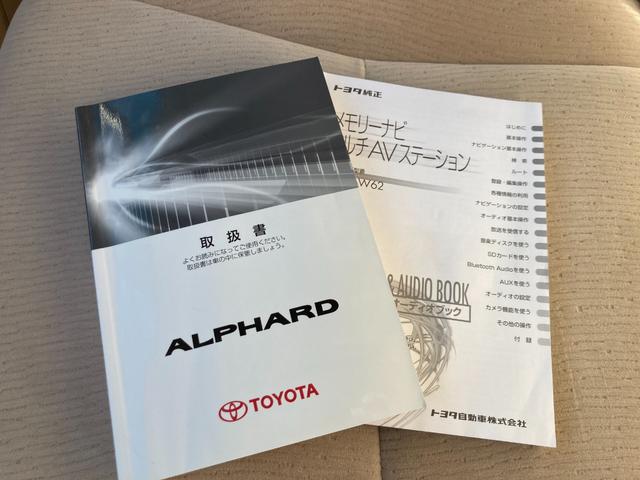 取扱書
よくお読みになってご使用ください。
取扱書は車の中に保管しましょう。
ALPHARD
TOYOTA
トヨタ純正
メモリーナビ
ルチAVステーション
W62
& AUDIO BOOK
オーディオブック
トヨタ自動車株式会社
はじめに
基本操作
ナビゲーション基本操作
検索
ルート
登録・編集操作
各種情報の利用
ナビゲーションの設定
オーディオ基本操作
放送を受信する
音楽ディスクを使う
SDカードを使う
Bluetooth Audioを使う
AUXを使う
オーディオの設定
カメラ機能を使う
その他の操作
付録